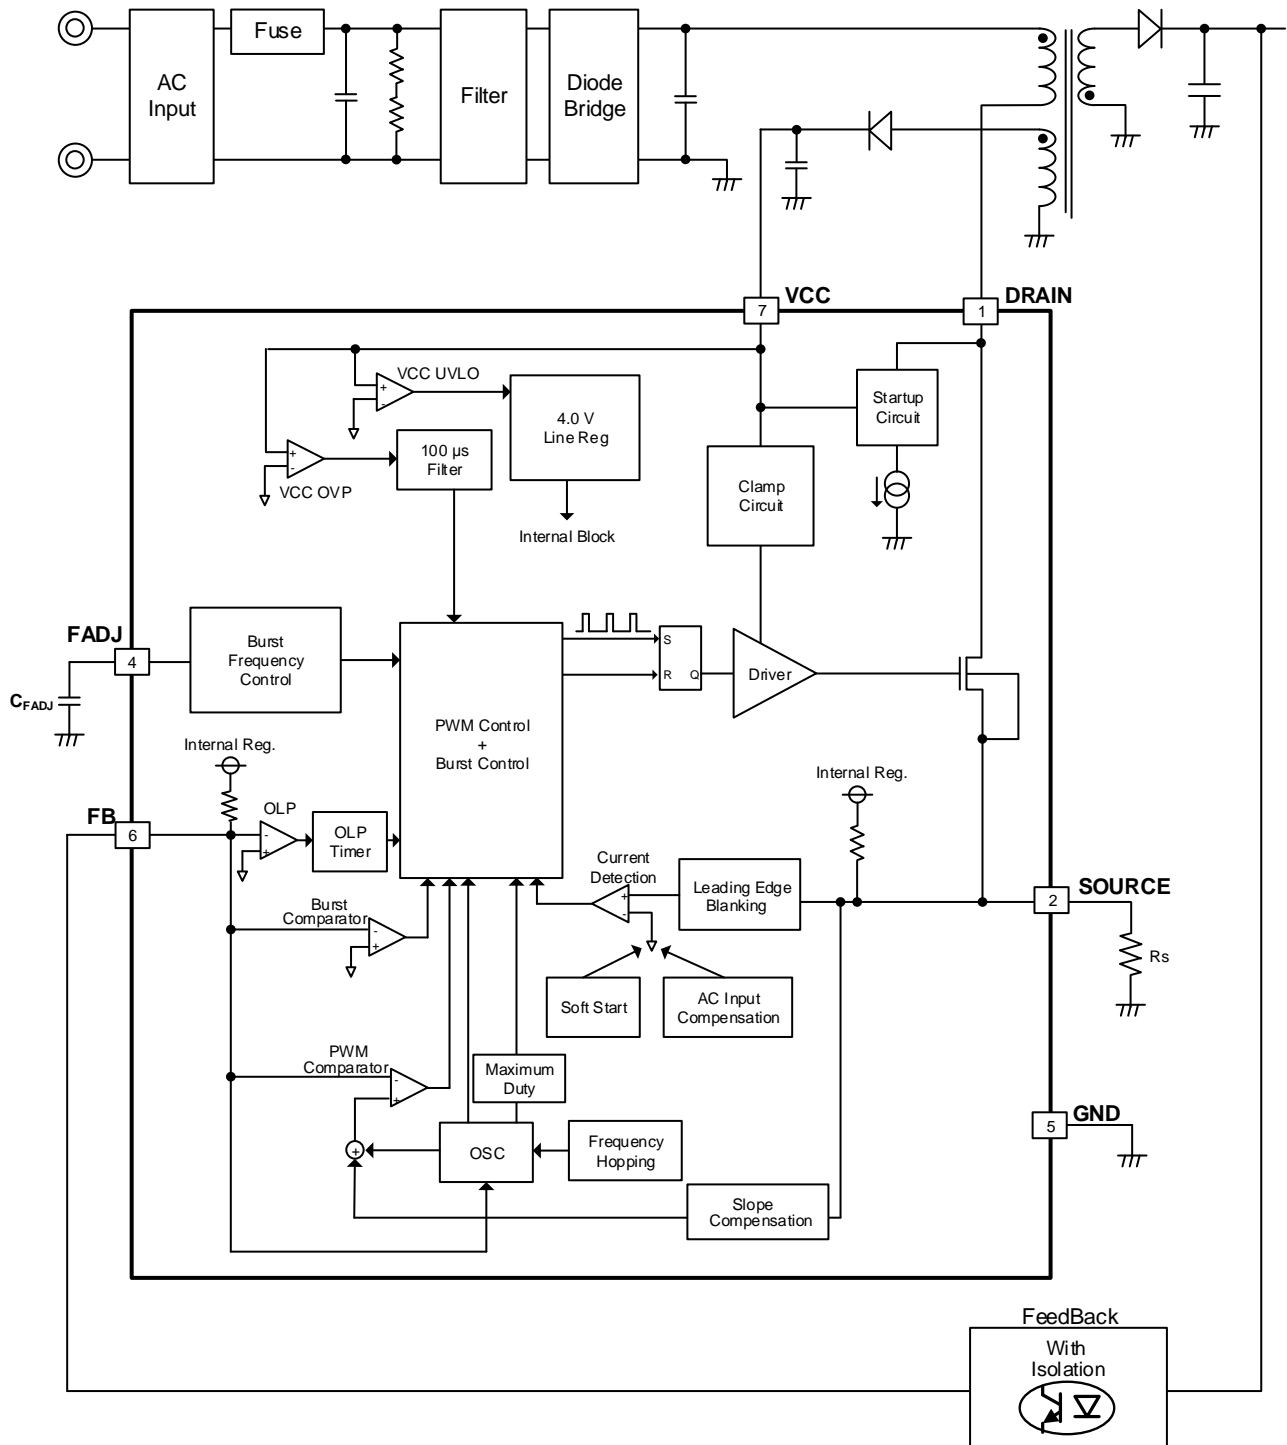 Fuse
AC
Input
Filter
Diode
Bridge
VCC
7
DRAIN
1
VCC UVLO
+
-
4.0 V
Line Reg
Startup
Circuit
+
-
VCC OVP
100 µs
Filter
Clamp
Circuit
Internal Block
FADJ
4
CFADJ
Burst
Frequency
Control
PWM Control
+
Burst Control
S
R
Q
Driver
Internal Reg.
Internal Reg.
FB
6
OLP
-
+
OLP
Timer
Current
Detection
+
-
Leading Edge
Blanking
2
SOURCE
Rs
Burst
Comparator
-
+
Soft Start
AC Input
Compensation
PWM
Comparator
-
+
Maximum
Duty
GND
5
+
OSC
Frequency
Hopping
Slope
Compensation
FeedBack
With
Isolation